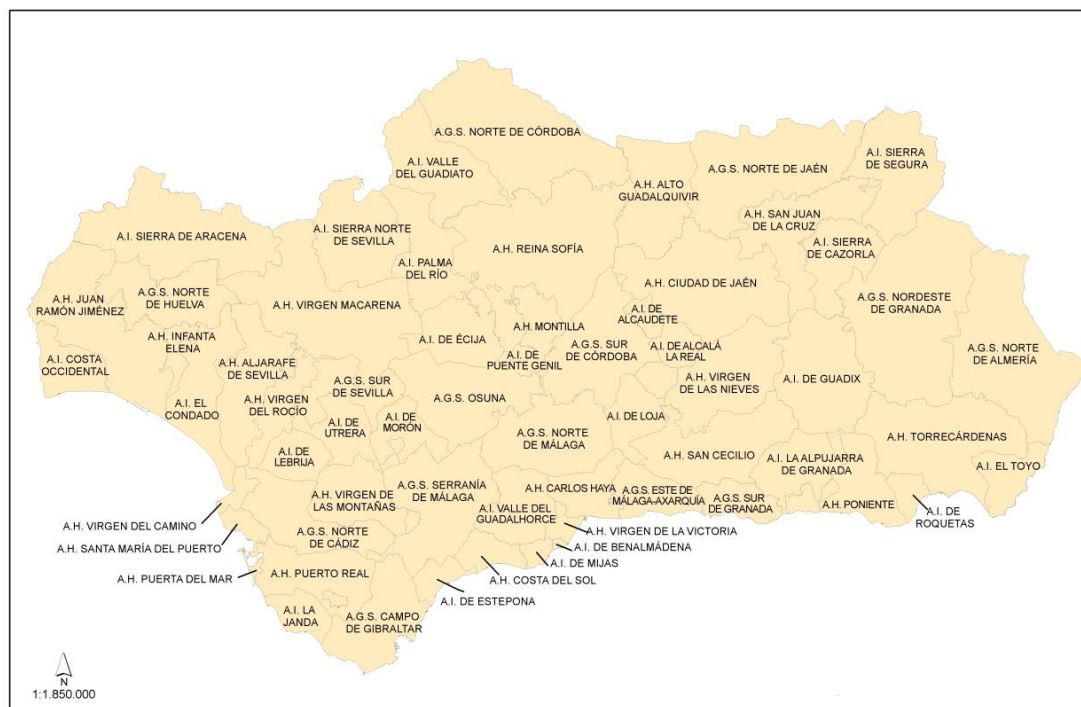 A.G.S. NORTE DE CÓRDOBA
A.I. VALLE
DEL GUADIATO
A.H. ALTO
GUADALQUIVIR
A.G.S. NORTE DE JAÉN
A.I. SIERRA
DE SEGURA
A.I. SIERRA DE ARACENA
A.I. SIERRA NORTE
DE SEVILLA
A.I. PALMA
DEL RÍO
A.H. REINA SOFÍA
A.H. SAN JUAN
DE LA CRUZ
A.I. SIERRA
DE CAZORLA
A.H. CIUDAD DE JAÉN
A.H. JUAN
RAMÓN JIMÉNEZ
A.G.S. NORTE
DE HUELVA
A.H. VIRGEN MACARENA
A.G.S. NORDESTE
DE GRANADA
A.H. INFANTA
ELENA
A.I. DE ÉCIJA
A.H. MONTILLA
A.I. DE
ALCAUDETE
A.I. COSTA
OCCIDENTAL
A.H. ALJARAFE
DE SEVILLA
A.I. DE
PUENTE GENIL
A.G.S. SUR
DE CÓRDOBA
A.I. DE ALCALÁ
LA REAL
A.G.S. NORTE
DE ALMERÍA
A.I. EL
CONDADO
A.H. VIRGEN
DEL ROCÍO
A.G.S. SUR
DE SEVILLA
A.G.S. OSUNA
A.H. VIRGEN
DE LAS NIEVES
A.I. DE GUADIX
A.I. DE
UTRERA
A.I. DE
MORÓN
A.I. DE LOJA
A.I. DE
LEBRIJA
A.G.S. NORTE
DE MÁLAGA
A.H. SAN CECILIO
A.I. LA ALPUJARRA
DE GRANADA
A.H. TORRECÁRDENAS
A.I. EL TOYO
A.H. VIRGEN DE
LAS MONTAÑAS
A.G.S. SERRANÍA
DE MÁLAGA
A.H. CARLOS HAYA
A.G.S. ESTE DE
MÁLAGA-AXARQUÍA
A.G.S. SUR
DE GRANADA
A.H. PONIENTE
A.I. DE
ROQUETAS
A.I. VALLE DEL
GUADALHORCE
A.H. VIRGEN DEL CAMINO
A.H. SANTA MARÍA DEL PUERTO
A.G.S. NORTE
DE CÁDIZ
A.H. VIRGEN DE LA VICTORIA
A.I. DE BENALMÁDENA
A.I. DE MIJAS
A.H. PUERTA DEL MAR
A.H. PUERTO REAL
A.H. COSTA DEL SOL
A.I. DE ESTEPONA
A.I. LA
JANDA
A.G.S. CAMPO
DE GIBRALTAR
N
1:1.850.000